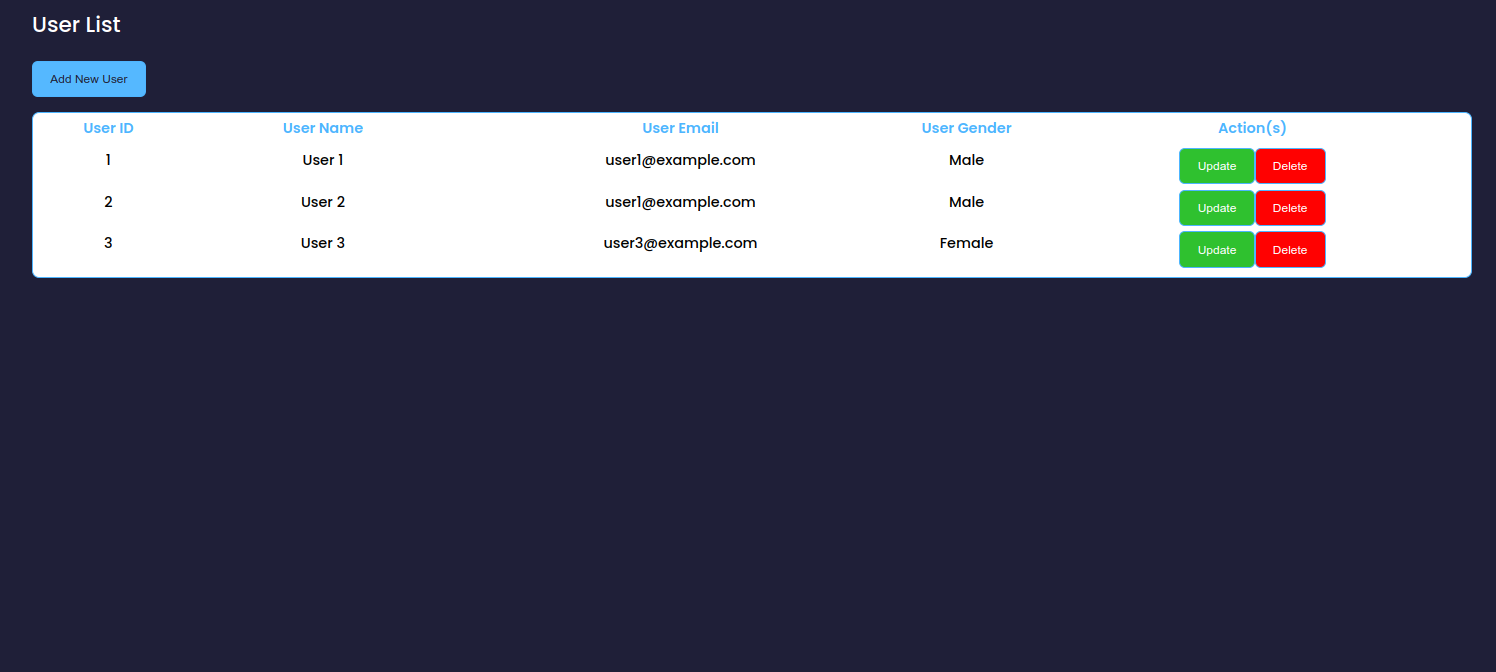 User List
Add New User
User ID User Name User Email User Gender Action(s)
1 User 1 user1@example.com Male Update Delete
2 User 2 user1@example.com Male Update Delete
3 User 3 user3@example.com Female Update Delete